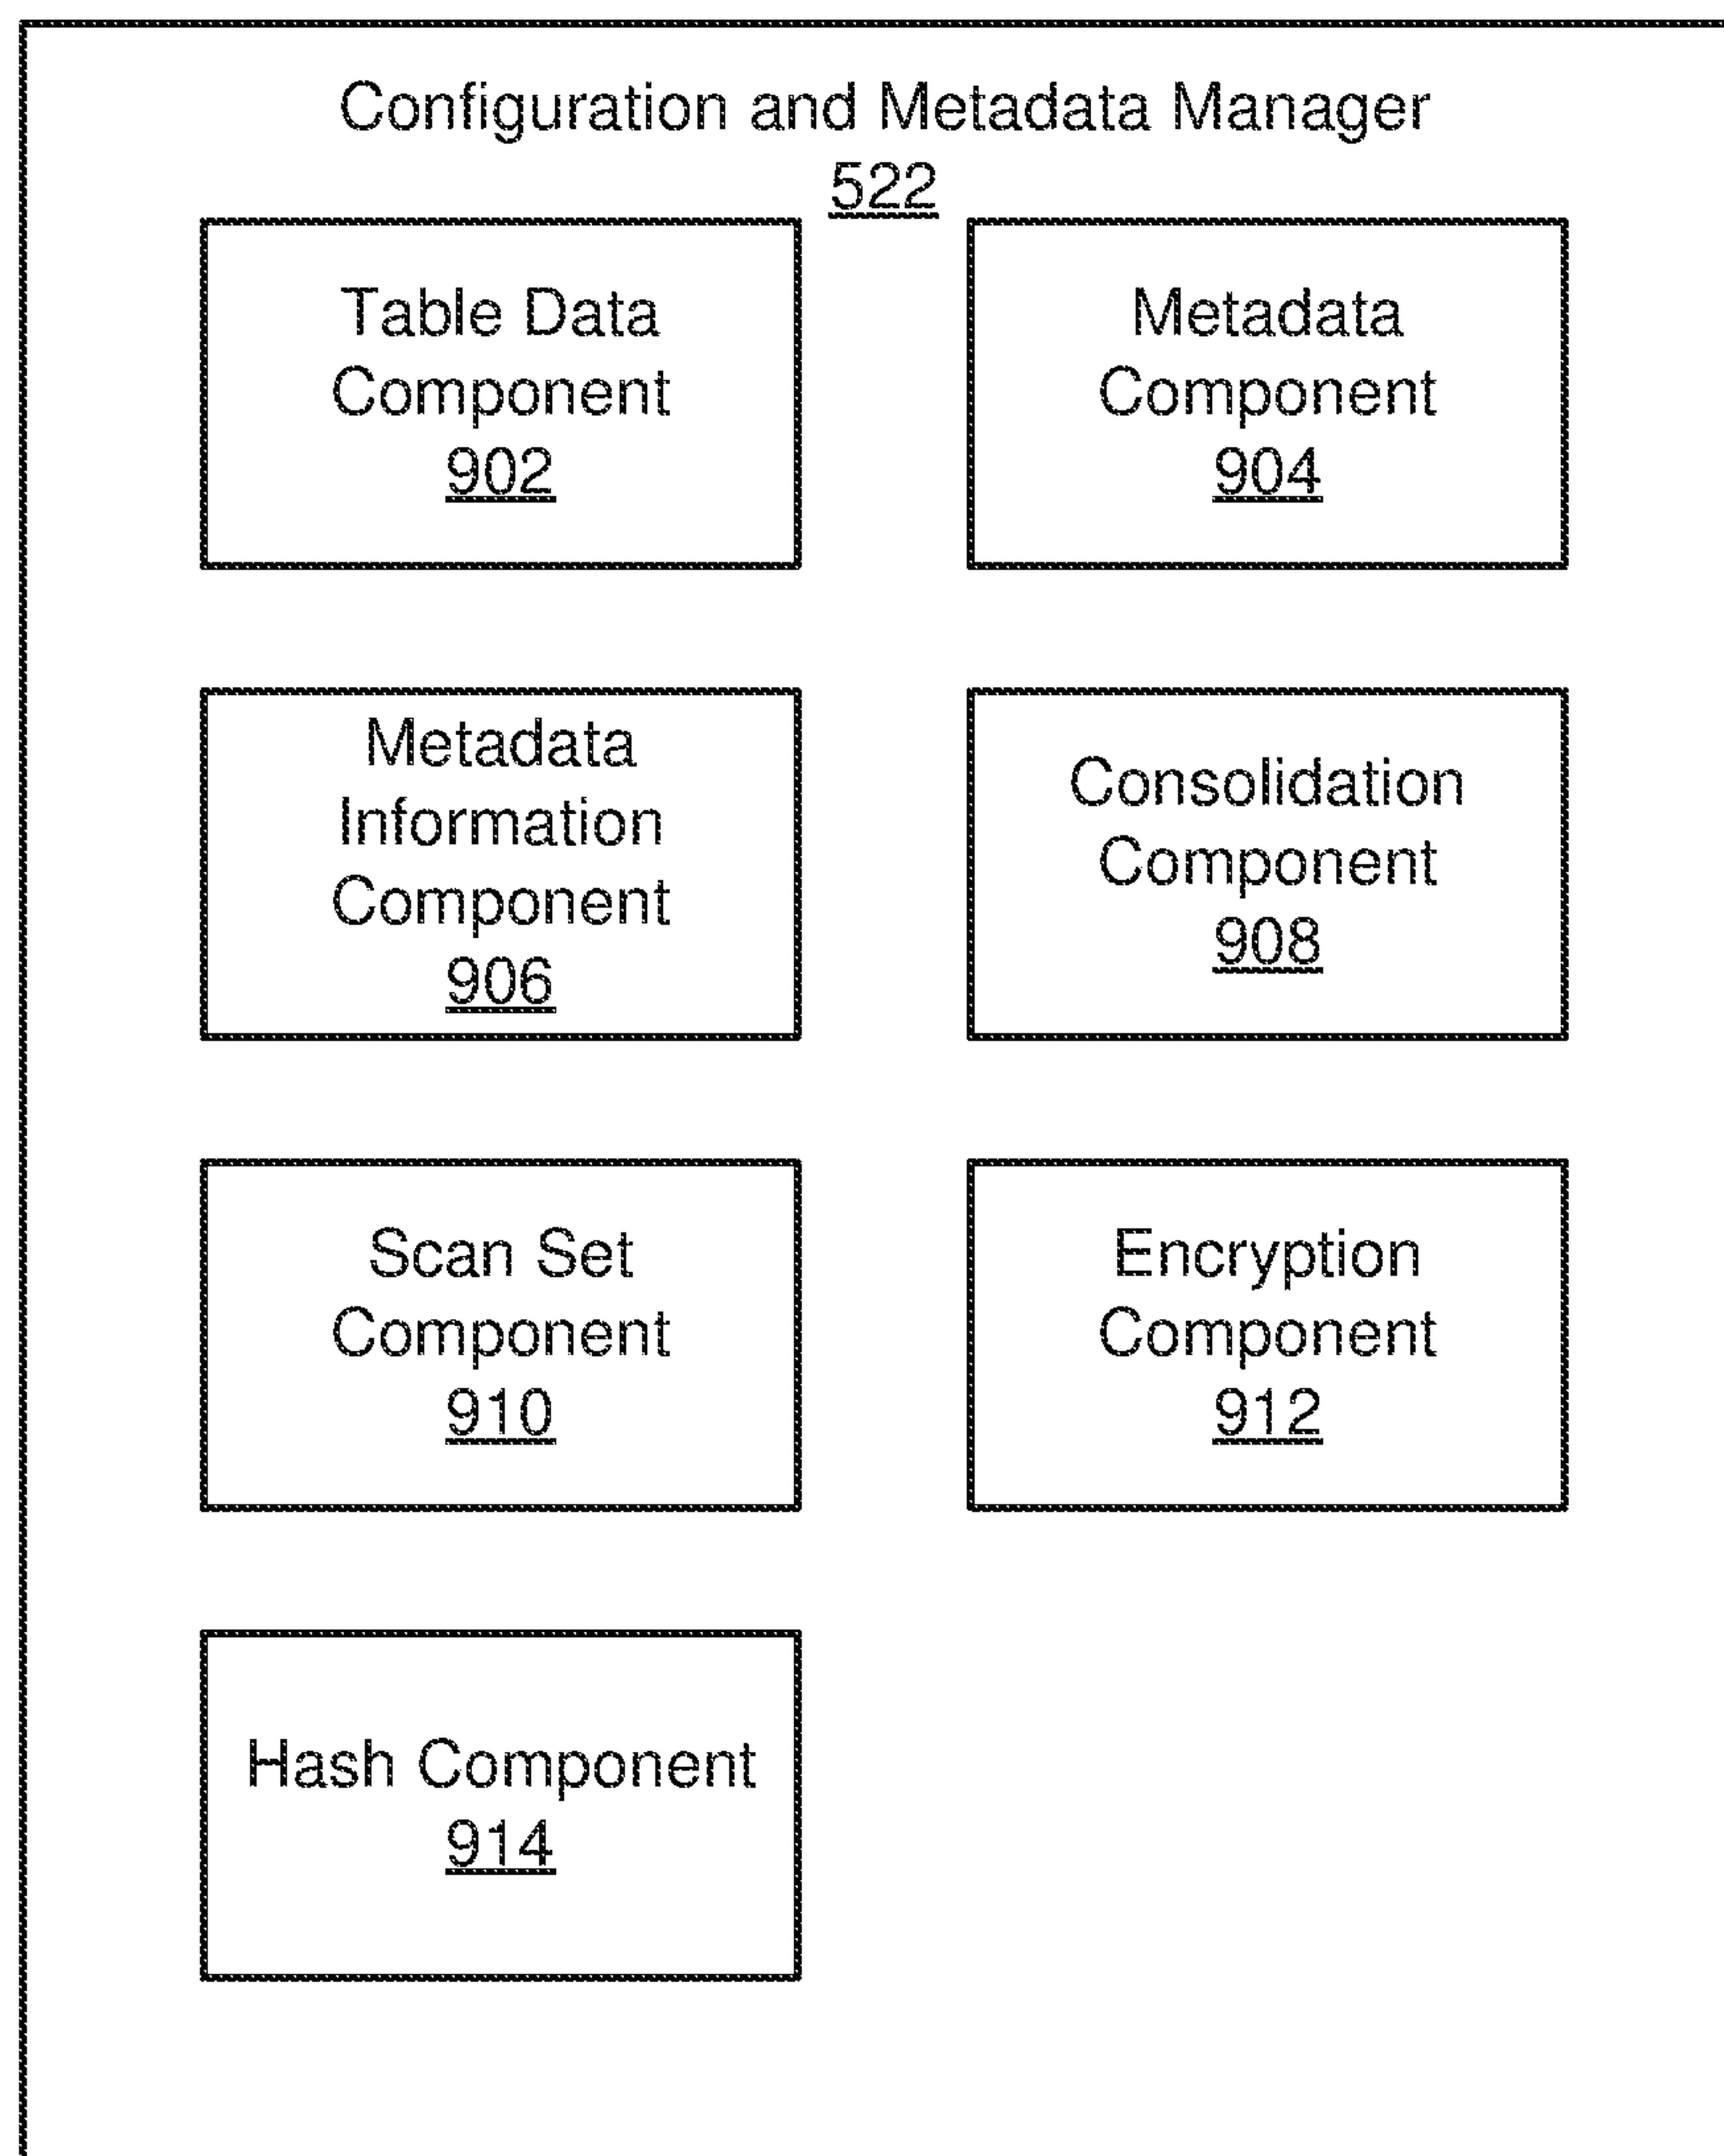 Configuration and Metadata Manager
522
Table Data
Component
902
Metadata
Component
904
Metadata
Information
Component
906
Consolidation
Component
908
Scan Set
Component
910
Encryption
Component
912
Hash Component
914